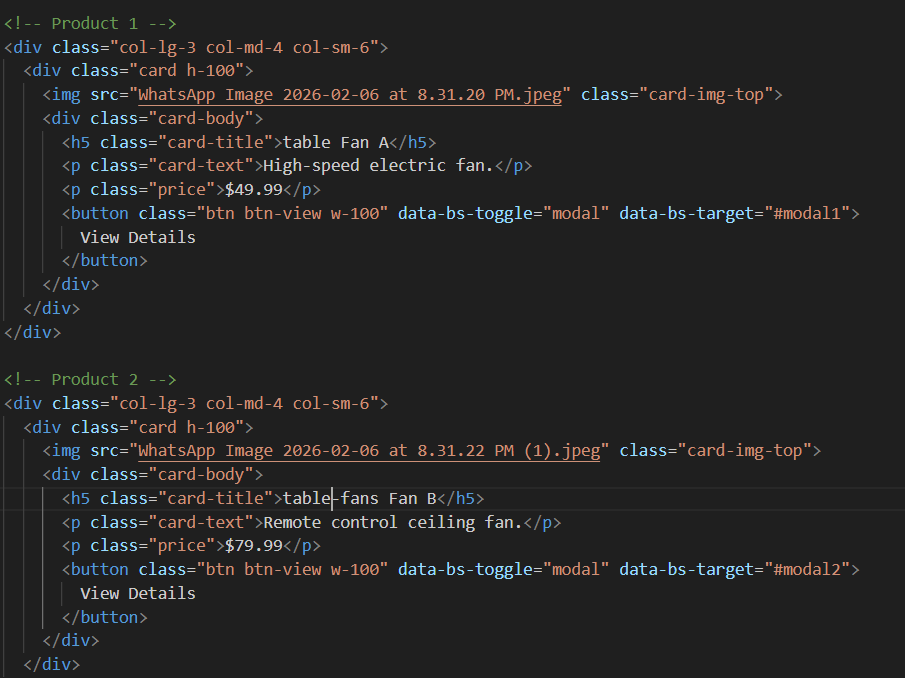 <!-- Product 1 -->
<div class="col-lg-3 col-md-4 col-sm-6">
<div class="card h-100">
<img src="WhatsApp Image 2026-02-06 at 8.31.20 PM.jpeg" class="card-img-top">
<div class="card-body">
<h5 class="card-title">table Fan A</h5>
<p class="card-text">High-speed electric fan.</p>
<p class="price">$49.99</p>
<button class="btn btn-view w-100" data-bs-toggle="modal" data-bs-target="#modal1">
View Details
</button>
</div>
</div>
</div>
<!-- Product 2 -->
<div class="col-lg-3 col-md-4 col-sm-6">
<div class="card h-100">
<img src="WhatsApp Image 2026-02-06 at 8.31.22 PM (1).jpeg" class="card-img-top">
<div class="card-body">
<h5 class="card-title">table-fans Fan B</h5>
<p class="card-text">Remote control ceiling fan.</p>
<p class="price">$79.99</p>
<button class="btn btn-view w-100" data-bs-toggle="modal" data-bs-target="#modal2">
View Details
</button>
</div>
</div>